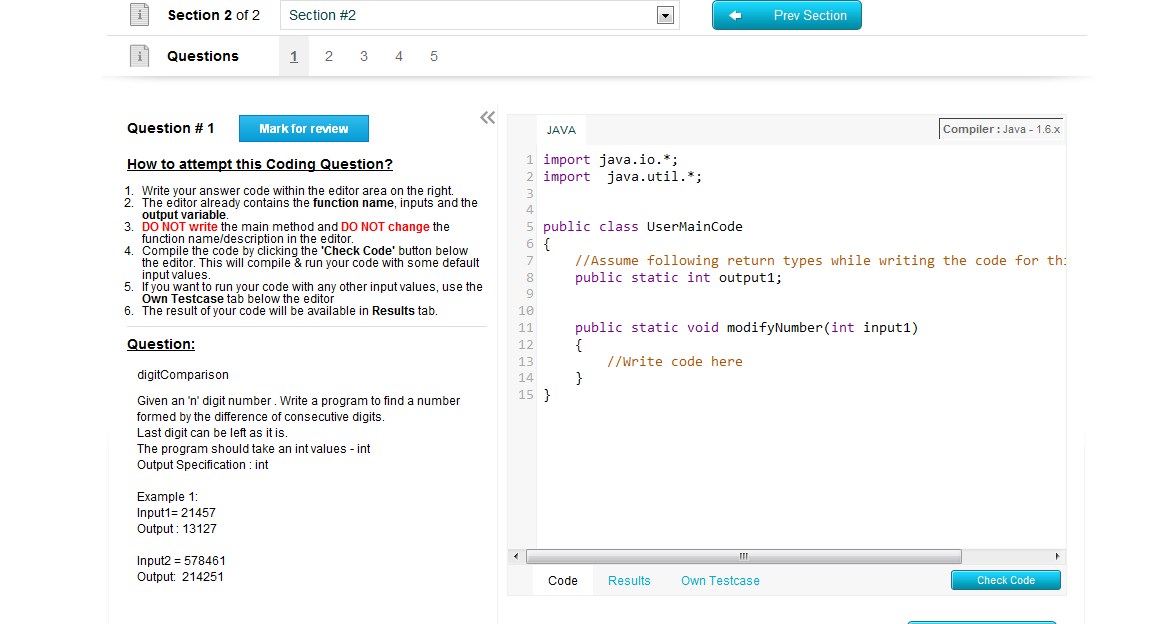 Section 2 of 2
Section #2
Prev Section
Questions
1 2 3 4 5
Question # 1
Mark for review
How to attempt this Coding Question?
1. Write your answer code within the editor area on the right.
2. The editor already contains the function name, inputs and the
output variable.
3. DO NOT write the main method and DO NOT change the
function name/description in the editor.
4. Compile the code by clicking the 'Check Code' button below
the editor. This will compile & run your code with some default
input values.
5. If you want to run your code with any other input values, use the
Own Testcase tab below the editor
6. The result of your code will be available in Results tab.
Question:
digitComparison
Given an 'n' digit number . Write a program to find a number
formed by the difference of consecutive digits.
Last digit can be left as it is.
The program should take an int values - int
Output Specification : int
Example 1:
Input1= 21457
Output : 13127
Input2 = 578461
Output: 214251
JAVA
Compiler : Java - 1.6.x
1 import java.io.*;
2 import  java.util.*;
3
4
5 public class UserMainCode
6 {
7     //Assume following return types while writing the code for thi
8     public static int output1;
9
10
11     public static void modifyNumber(int input1)
12     {
13         //Write code here
14     }
15 }
Code
Results
Own Testcase
Check Code